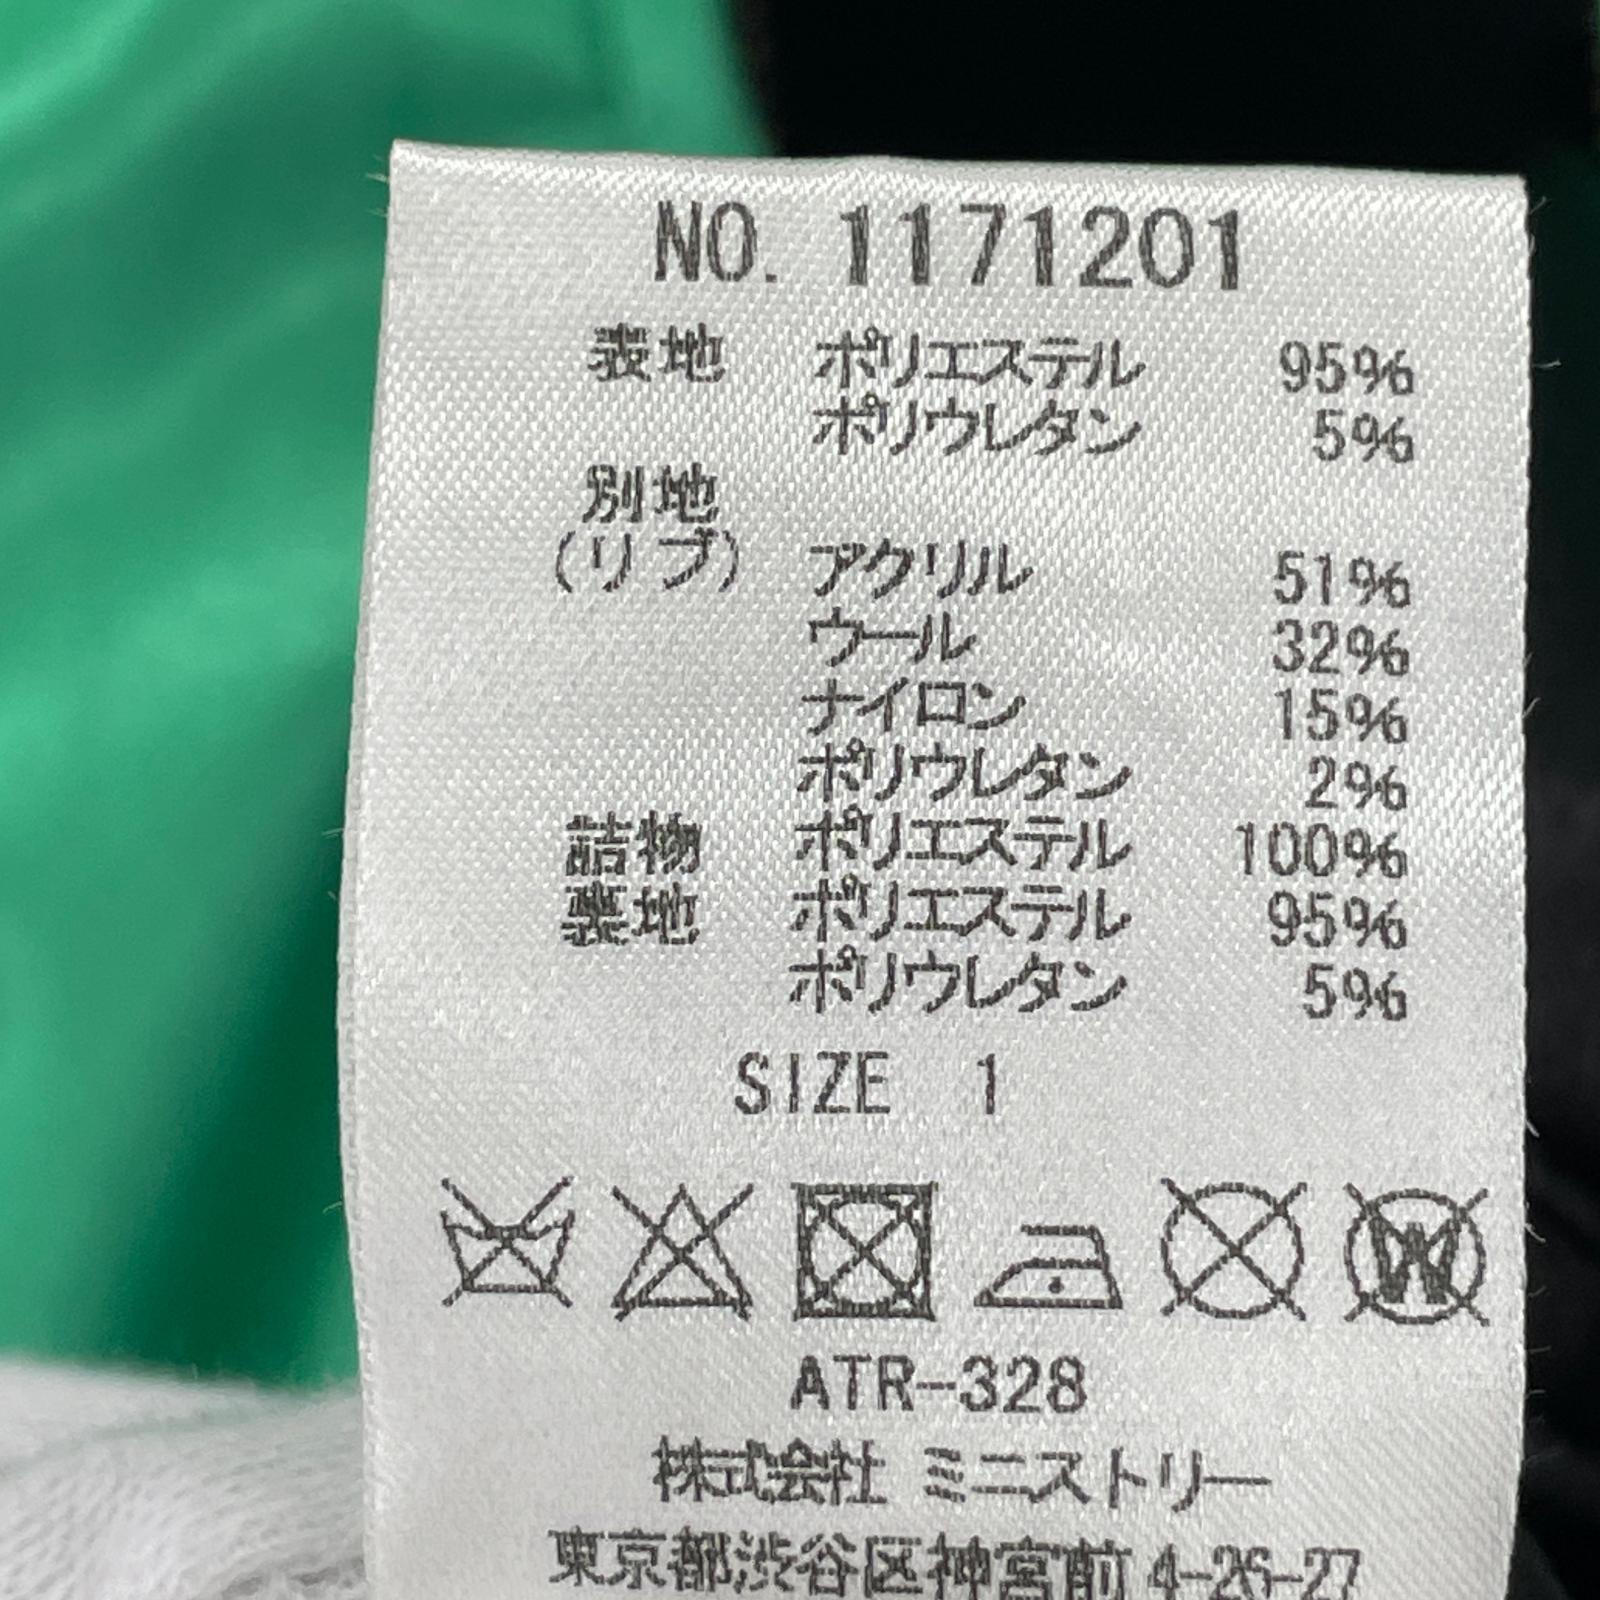 NO. 1171201
表地 ポリエステル 95%
ポリウレタン 5%
別地
(リブ) アクリル 51%
ウール 32%
ナイロン 15%
ポリウレタン 2%
詰物 ポリエステル 100%
裏地 ポリエステル 95%
ポリウレタン 5%
SIZE 1
W
ATR-328
株式会社 ミニストリー
東京都渋谷区神宮前 4-26-27